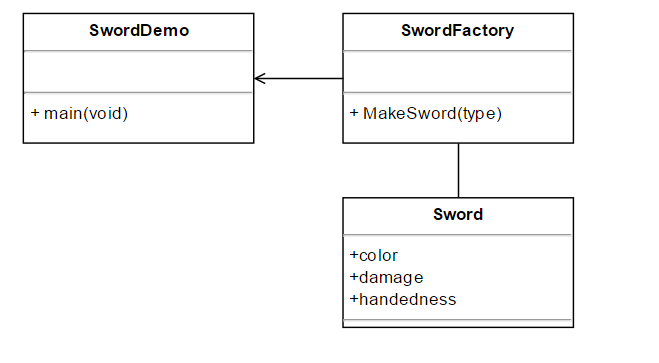 SwordDemo
+ main(void)
SwordFactory
+ MakeSword(type)
Sword
+color
+damage
+handedness